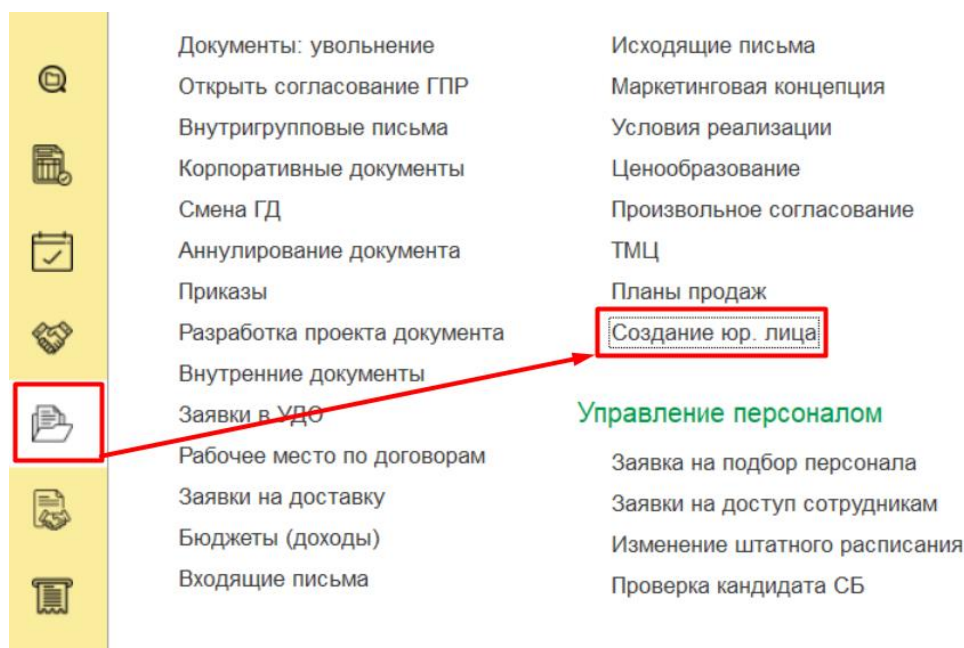 Документы: увольнение
Открыть согласование ГПР
Внутригрупповые письма
Корпоративные документы
Смена ГД
Аннулирование документа
Приказы
Разработка проекта документа
Внутренние документы
Заявки в УДО
Рабочее место по договорам
Заявки на доставку
Бюджеты (доходы)
Входящие письма
Исходящие письма
Маркетинговая концепция
Условия реализации
Ценообразование
Произвольное согласование
ТМЦ
Планы продаж
Создание юр. лица
Управление персоналом
Заявка на подбор персонала
Заявки на доступ сотрудникам
Изменение штатного расписания
Проверка кандидата СБ